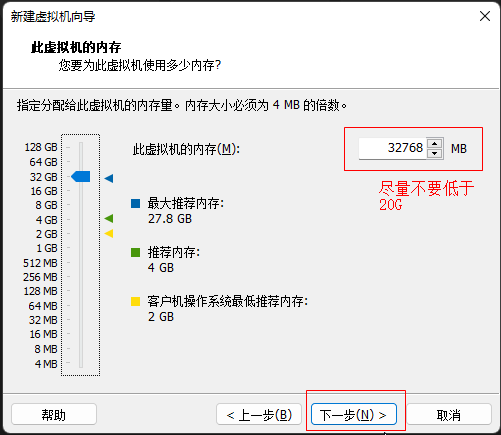 新建虚拟机向导
此虚拟机的内存
您要为此虚拟机使用多少内存?
指定分配给此虚拟机的内存量。内存大小必须为 4 MB 的倍数。
128 GB
64 GB
32 GB
16 GB
8 GB
4 GB
2 GB
1 GB
512 MB
256 MB
128 MB
64 MB
32 MB
16 MB
8 MB
4 MB
此虚拟机的内存(M):
32768 MB
尽量不要低于
20G
最大推荐内存:
27.8 GB
推荐内存:
4 GB
客户机操作系统最低推荐内存:
2 GB
帮助
< 上一步(B)
下一步(N) >
取消